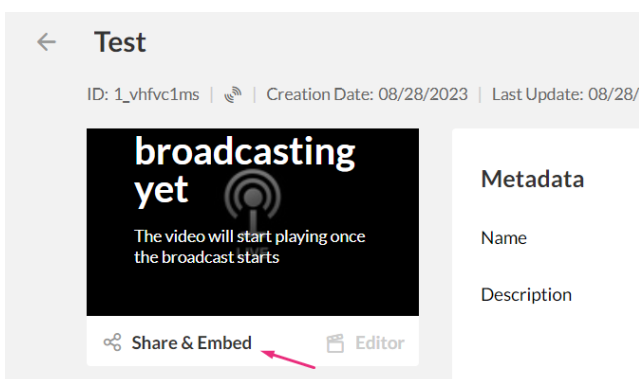 Test
ID: 1_vhfvc1ms | Creation Date: 08/28/2023 | Last Update: 08/28/
broadcasting
yet
The video will start playing once
the broadcast starts
LIVE
Metadata
Name
Description
Share & Embed
Editor